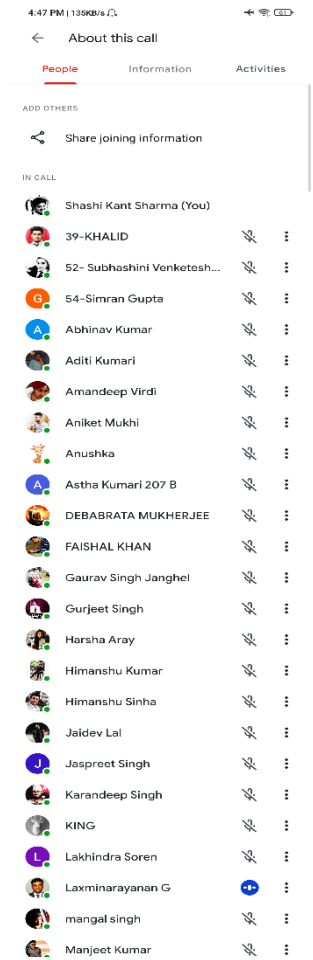 4:47 PM | 135KB/s
61
About this call
People Information Activities
ADD OTHERS
Share joining information
IN CALL
Shashi Kant Sharma (You)
39-KHALID
52- Subhashini Venketesh...
G 54-Simran Gupta
A Abhinav Kumar
Aditi Kumari
Amandeep Virdi
Aniket Mukhi
Anushka
A Astha Kumari 207 B
DEBABRATA MUKHERJEE
FAISHAL KHAN
Gaurav Singh Janghel
Gurjeet Singh
Harsha Aray
Himanshu Kumar
Himanshu Sinha
Jaidev Lal
J Jaspreet Singh
Karandeep Singh
KING
L Lakhindra Soren
Laxminarayanan G
mangal singh
Manjeet Kumar